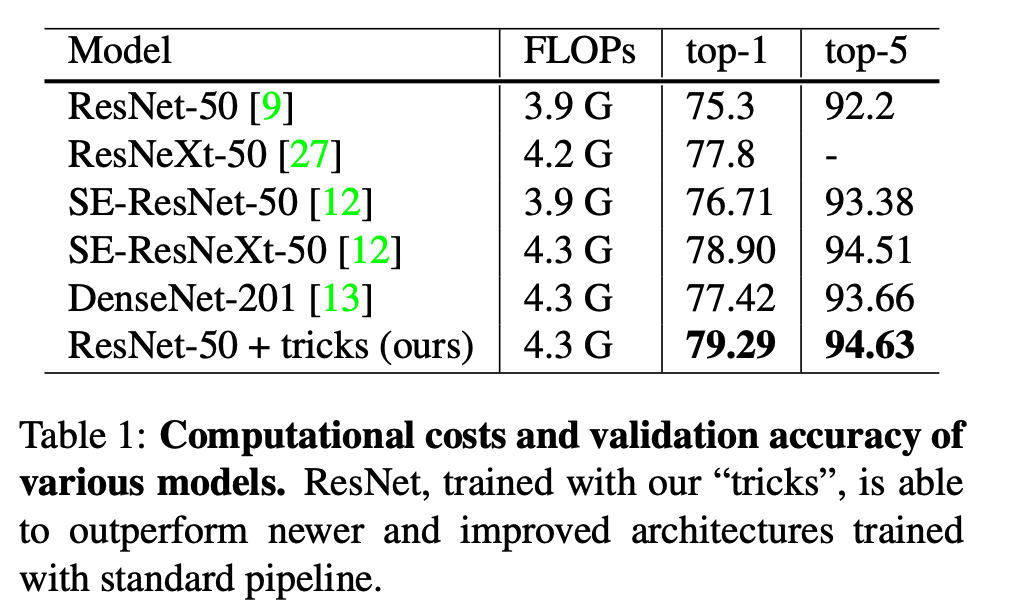 Model FLOPs top-1 top-5
ResNet-50 [9] 3.9 G 75.3 92.2
ResNeXt-50 [27] 4.2 G 77.8 -
SE-ResNet-50 [12] 3.9 G 76.71 93.38
SE-ResNeXt-50 [12] 4.3 G 78.90 94.51
DenseNet-201 [13] 4.3 G 77.42 93.66
ResNet-50 + tricks (ours) 4.3 G 79.29 94.63
Table 1: Computational costs and validation accuracy of
various models. ResNet, trained with our “tricks”, is able
to outperform newer and improved architectures trained
with standard pipeline.